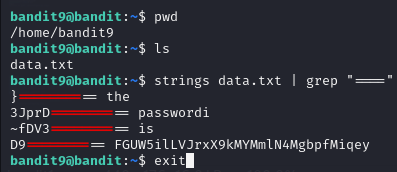 bandit9@bandit:~$ pwd
/home/bandit9
bandit9@bandit:~$ ls
data.txt
bandit9@bandit:~$ strings data.txt | grep "===="
}========== the
3JprD========== passwordi
~fDV3========== is
D9========== FGUW5ilLVJrxX9kMYMmlN4MgbpfMiqey
bandit9@bandit:~$ exit